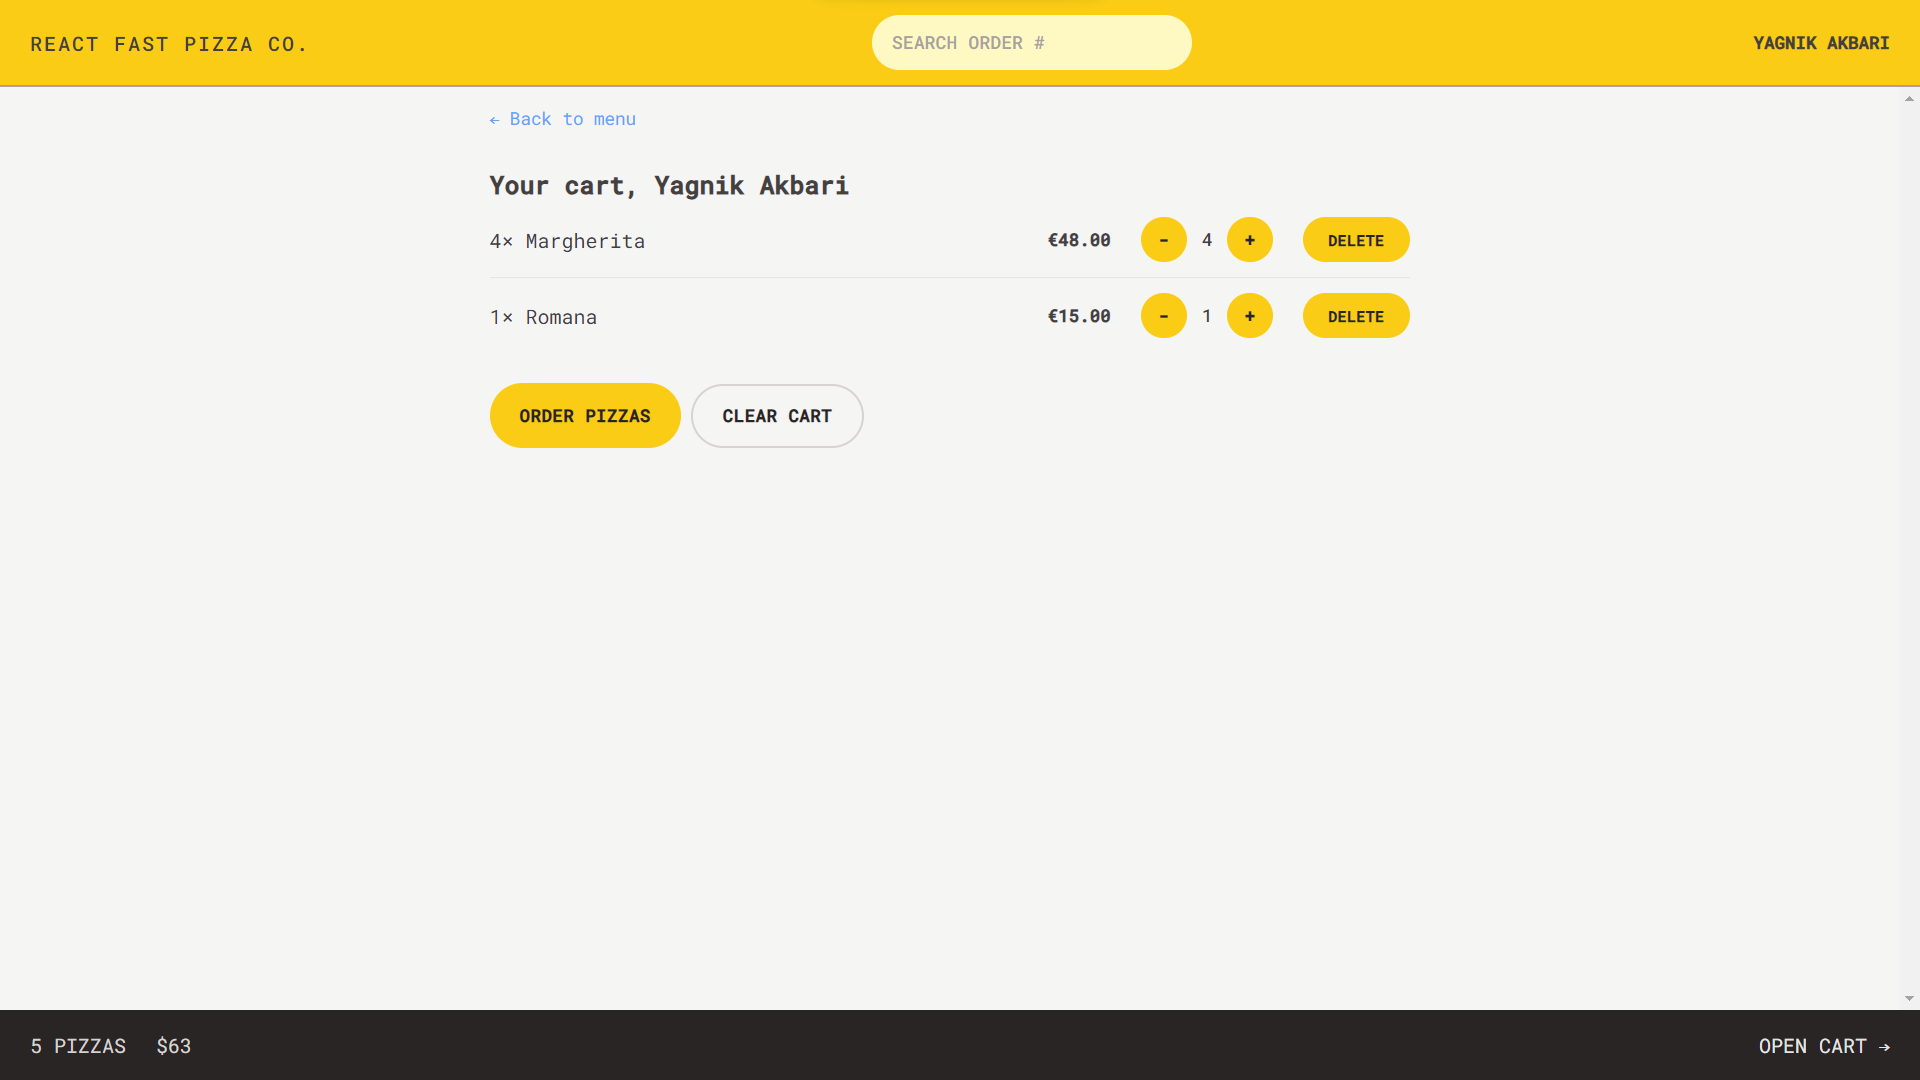 REACT FAST PIZZA CO.
SEARCH ORDER #
YAGNIK AKBARI
← Back to menu
Your cart, Yagnik Akbari
4× Margherita €48.00 - 4 + DELETE
1× Romana €15.00 - 1 + DELETE
ORDER PIZZAS CLEAR CART
5 PIZZAS $63 OPEN CART →